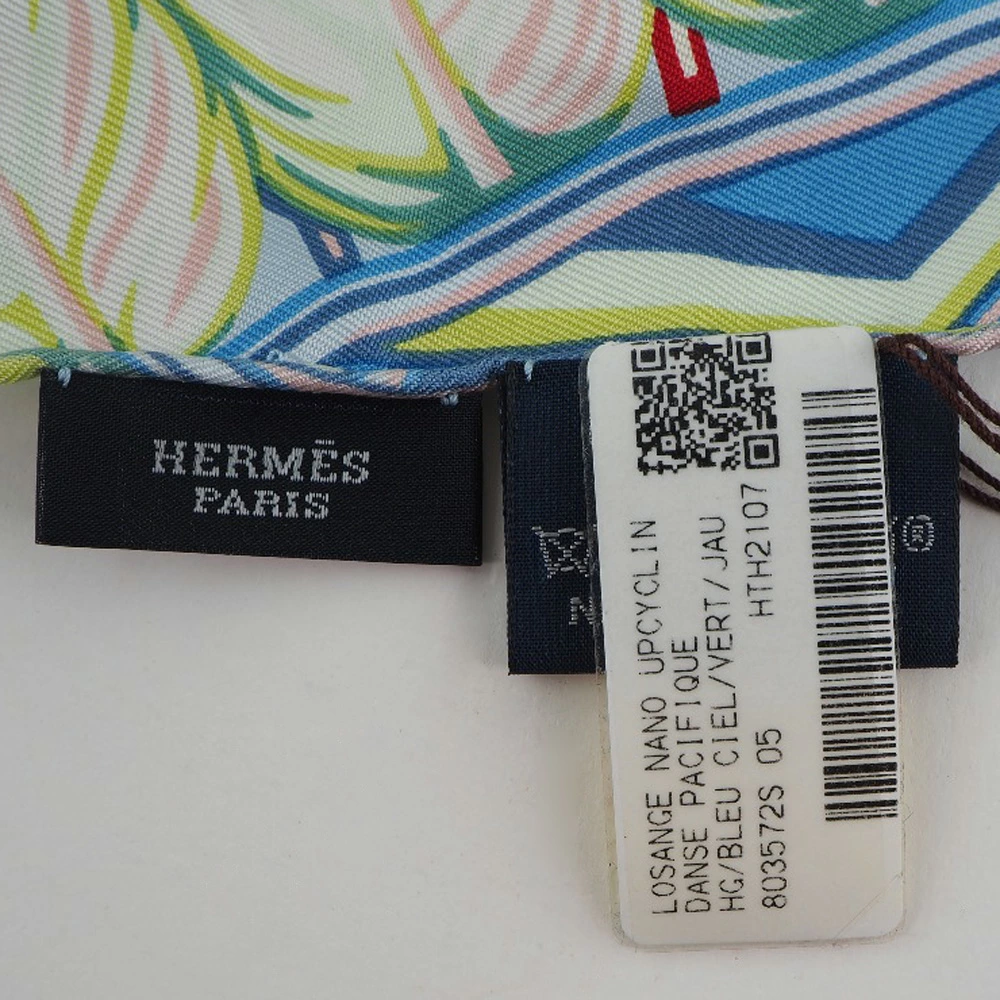 HERMÈS
PARIS
LOSANGE NANO UPCYCLIN
DANSE PACIFIQUE
HG/BLEU CIEL/VERT/JAU
803572S 05 HTH2107